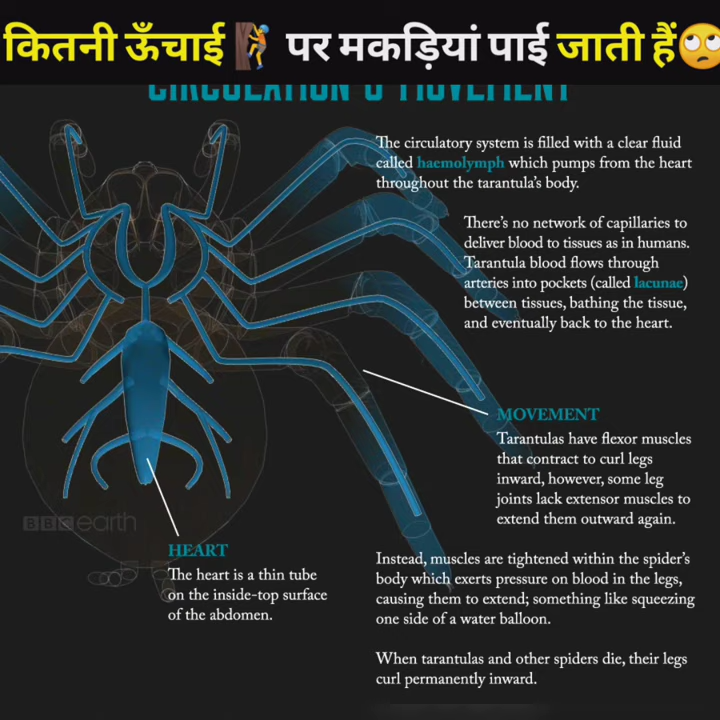 कितनी ऊँचाई 🧗 पर मकड़ियां पाई जाती हैं🙄
CIRCULATION & MOVEMENT
The circulatory system is filled with a clear fluid
called haemolymph which pumps from the heart
throughout the tarantula's body.
There's no network of capillaries to
deliver blood to tissues as in humans.
Tarantula blood flows through
arteries into pockets (called lacunae)
between tissues, bathing the tissue,
and eventually back to the heart.
MOVEMENT
Tarantulas have flexor muscles
that contract to curl legs
inward, however, some leg
joints lack extensor muscles to
extend them outward again.
BBC earth
HEART
The heart is a thin tube
on the inside-top surface
of the abdomen.
Instead, muscles are tightened within the spider's
body which exerts pressure on blood in the legs,
causing them to extend; something like squeezing
one side of a water balloon.
When tarantulas and other spiders die, their legs
curl permanently inward.